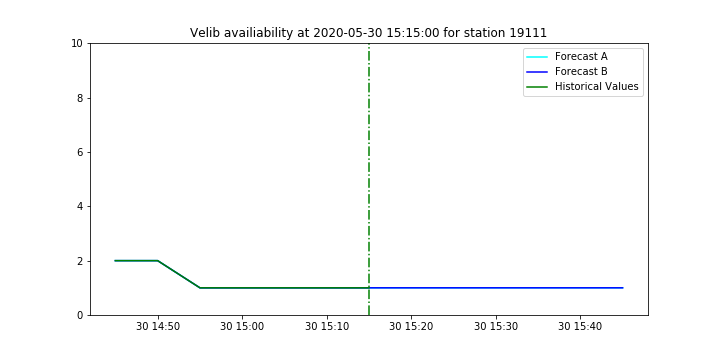 Velib availiability at 2020-05-30 15:15:00 for station 19111
10
8
6
4
2
0
Forecast A
Forecast B
Historical Values
30 14:50 30 15:00 30 15:10 30 15:20 30 15:30 30 15:40